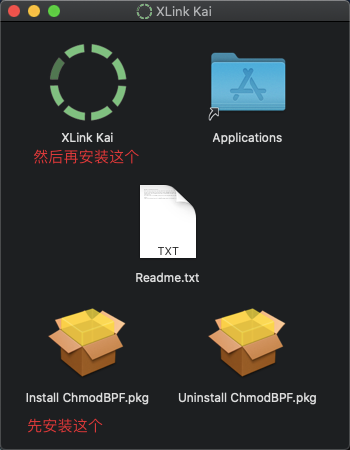 XLink Kai
XLink Kai
Applications
然后再安装这个
TXT
Readme.txt
Install ChmodBPF.pkg
Uninstall ChmodBPF.pkg
先安装这个